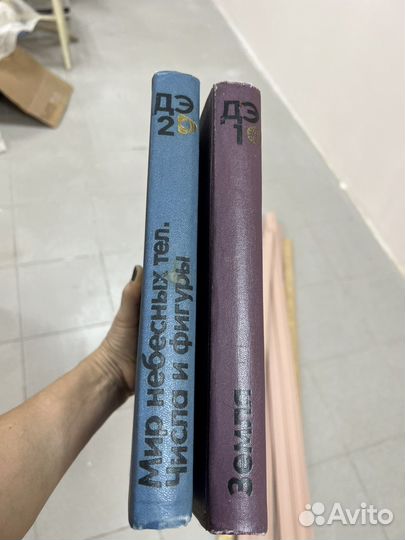 ДЭ
2
Мир небесных тел.
Числа и фигуры
ДЭ
1
Земля
Avito